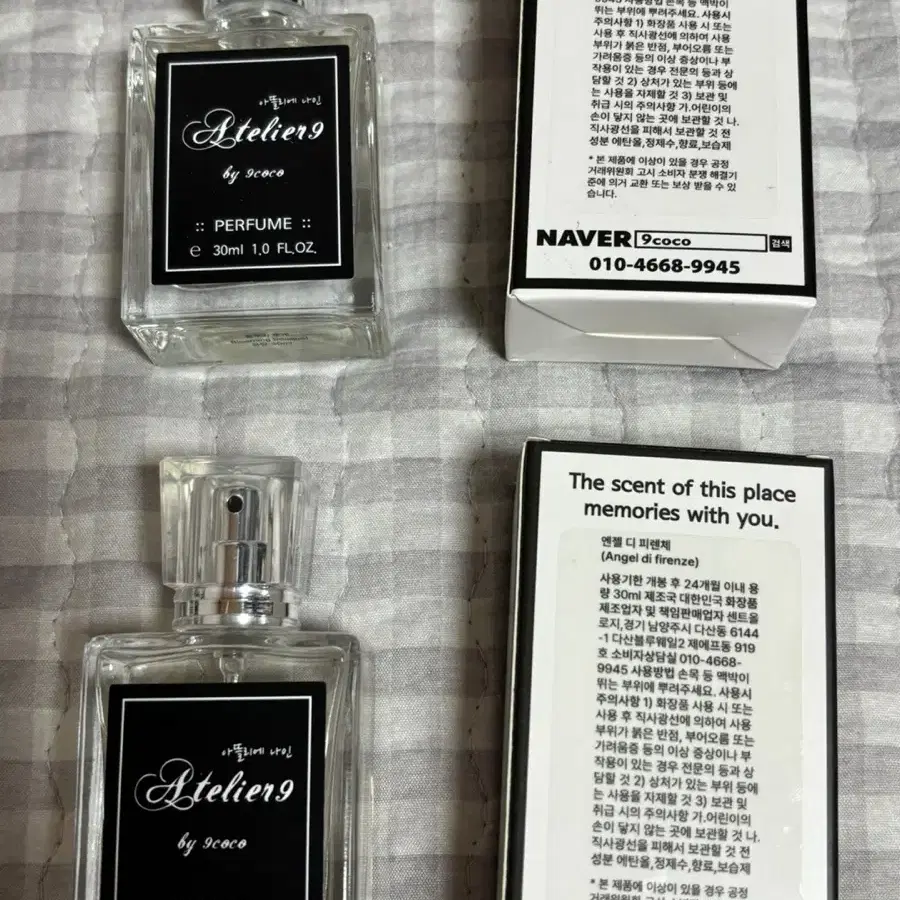 아뜰리에 나인
Atelier9
by 9coco
:: PERFUME ::
e 30ml 1.0 FL.OZ.
9945 사용방법 손목 등 맥박이
뛰는 부위에 뿌려주세요. 사용시
주의사항 1) 화장품 사용 시 또는
사용 후 직사광선에 의하여 사용
부위가 붉은 반점, 부어오름 또는
가려움증 등의 이상 증상이나 부
작용이 있는 경우 전문의 등과 상
담할 것 2) 상처가 있는 부위 등에
는 사용을 자제할 것 3) 보관 및
취급 시의 주의사항 가.어린이의
손이 닿지 않는 곳에 보관할 것 나.
직사광선을 피해서 보관할 것 전
성분 에탄올,정제수,향료,보습제
* 본 제품에 이상이 있을 경우 공정
거래위원회 고시 소비자 분쟁 해결기
준에 의거 교환 또는 보상 받을 수 있
습니다.
NAVER 9coco 검색
010-4668-9945
아뜰리에 나인
Atelier9
by 9coco
The scent of this place
memories with you.
엔젤 디 피렌체
(Angel di firenze)
사용기한 개봉 후 24개월 이내 용
량 30ml 제조국 대한민국 화장품
제조업자 및 책임판매업자 센트올
로지,경기 남양주시 다산동 6144
-1 다산블루웨일2 제에프동 919
호 소비자상담실 010-4668-
9945 사용방법 손목 등 맥박이
뛰는 부위에 뿌려주세요. 사용시
주의사항 1) 화장품 사용 시 또는
사용 후 직사광선에 의하여 사용
부위가 붉은 반점, 부어오름 또는
가려움증 등의 이상 증상이나 부
작용이 있는 경우 전문의 등과 상
담할 것 2) 상처가 있는 부위 등에
는 사용을 자제할 것 3) 보관 및
취급 시의 주의사항 가.어린이의
손이 닿지 않는 곳에 보관할 것 나.
직사광선을 피해서 보관할 것 전
성분 에탄올,정제수,향료,보습제
* 본 제품에 이상이 있을 경우 공정
거래위원회 고시 소비자 분쟁 해결기